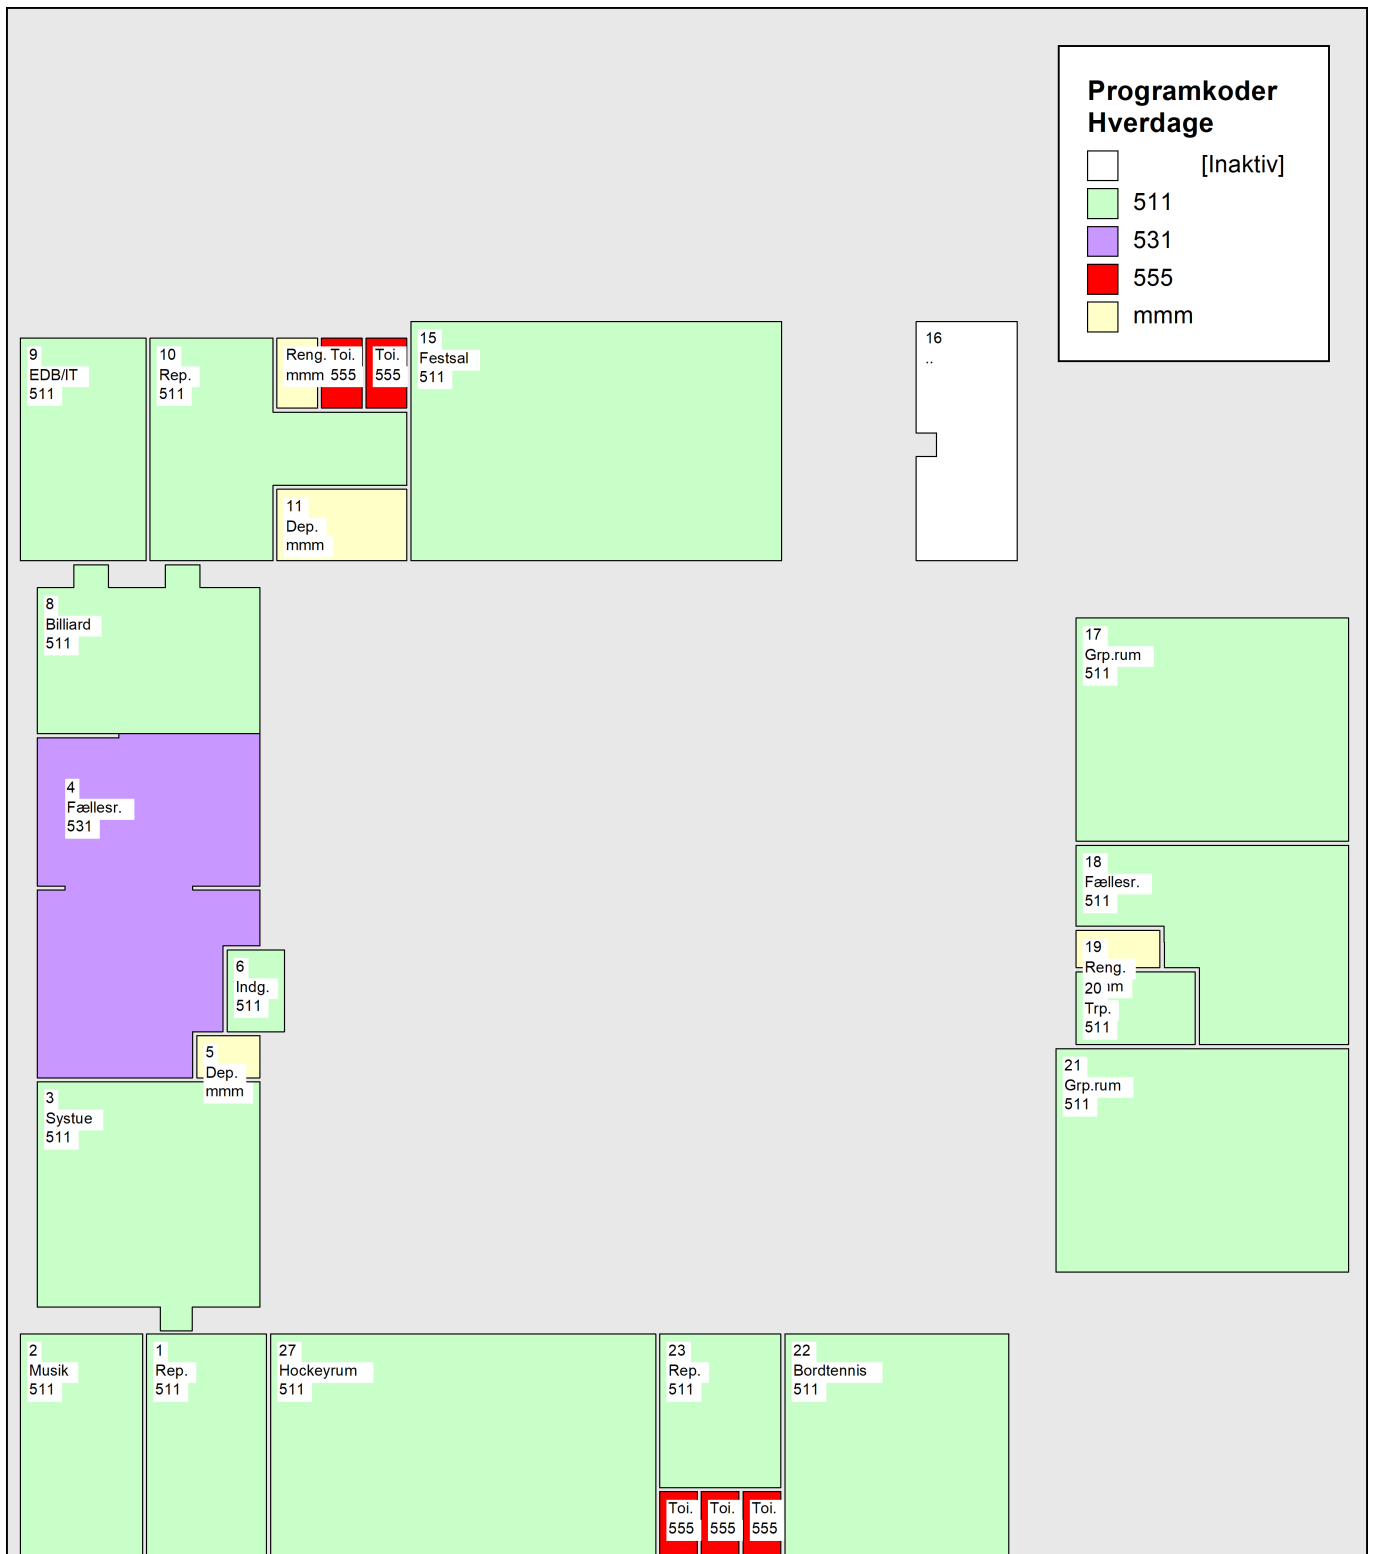 Programkoder
Hverdage
[Inaktiv]
511
531
555
mmm
9
EDB/IT
511
10
Rep.
511
Reng.
mmm
Toi.
555
Toi.
555
15
Festsal
511
16
..
11
Dep.
mmm
8
Billiard
511
17
Grp.rum
511
4
Fællesr.
531
18
Fællesr.
511
19
Reng.
20
Trp.
511
6
Indg.
511
5
Dep.
mmm
21
Grp.rum
511
3
Systue
511
2
Musik
511
1
Rep.
511
27
Hockeyrum
511
23
Rep.
511
22
Bordtennis
511
Toi.
555
Toi.
555
Toi.
555